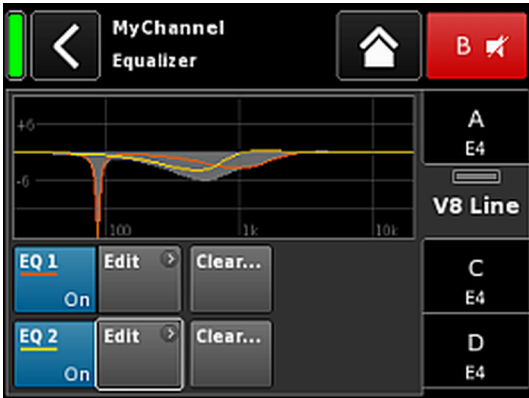 MyChannel
Equalizer
B
+6
-6
100
1k
10k
A
E4
V8 Line
C
E4
D
E4
EQ 1
On
Edit
Clear...
EQ 2
On
Edit
Clear...